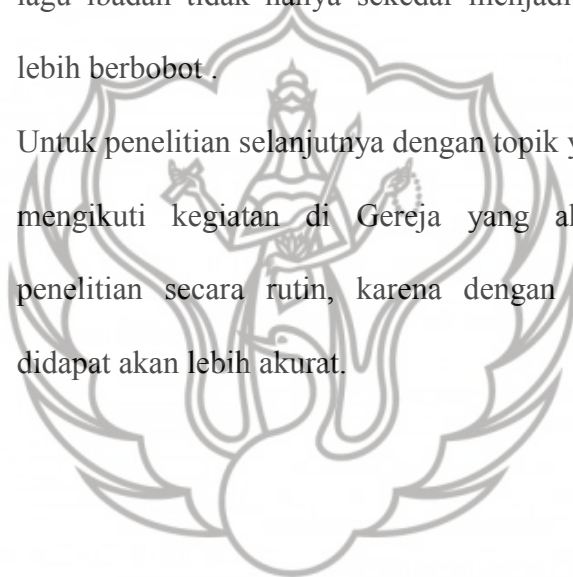 lagu ibadah tidak hanya sekedar menjadi
lebih berbobot .
Untuk penelitian selanjutnya dengan topik
mengikuti kegiatan di Gereja yang
penelitian secara rutin, karena dengan
didapat akan lebih akurat.